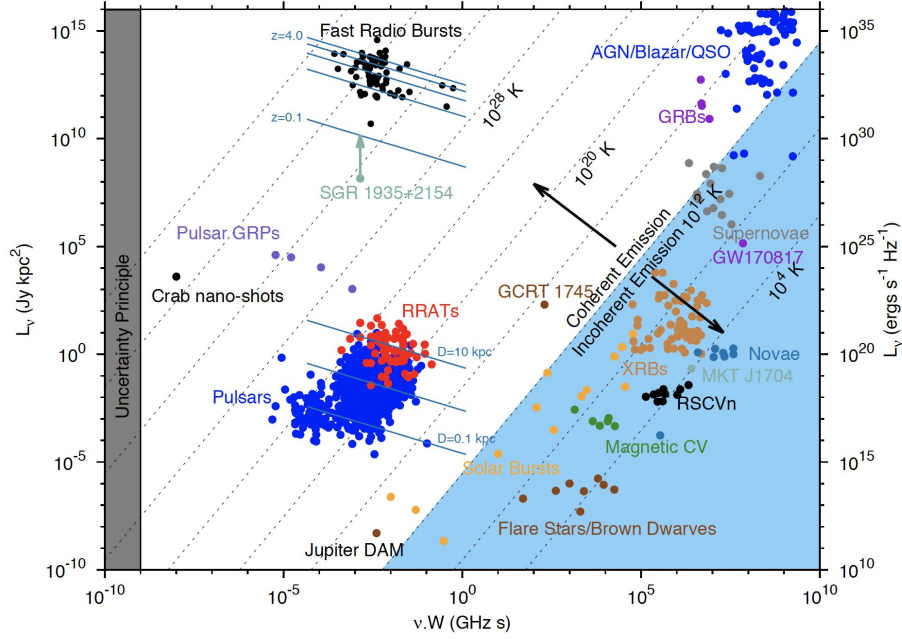 Fast Radio Bursts
z=4.0
AGN/Blazar/QSO
10^28 K
GRBs
z=0.1
10^20 K
SGR 1935+2154
10^12 K
Pulsar GRPs
Supernovae
Coherent Emission
Incoherent Emission
GW170817
Crab nano-shots
GCRT 1745
10^4 K
RRATs
D=10 kpc
Novae
XRBs
MKT J1704
Pulsars
RSCVn
D=0.1 kpc
Magnetic CV
Solar Bursts
Flare Stars/Brown Dwarves
Jupiter DAM
Uncertainty Principle
Lν (Jy kpc²)
10^15
10^10
10^5
10^0
10^-5
10^-10
Lν (ergs s⁻¹ Hz⁻¹)
10^35
10^30
10^25
10^20
10^15
10^10
10^-10
10^-5
10^0
10^5
10^10
ν.W (GHz s)